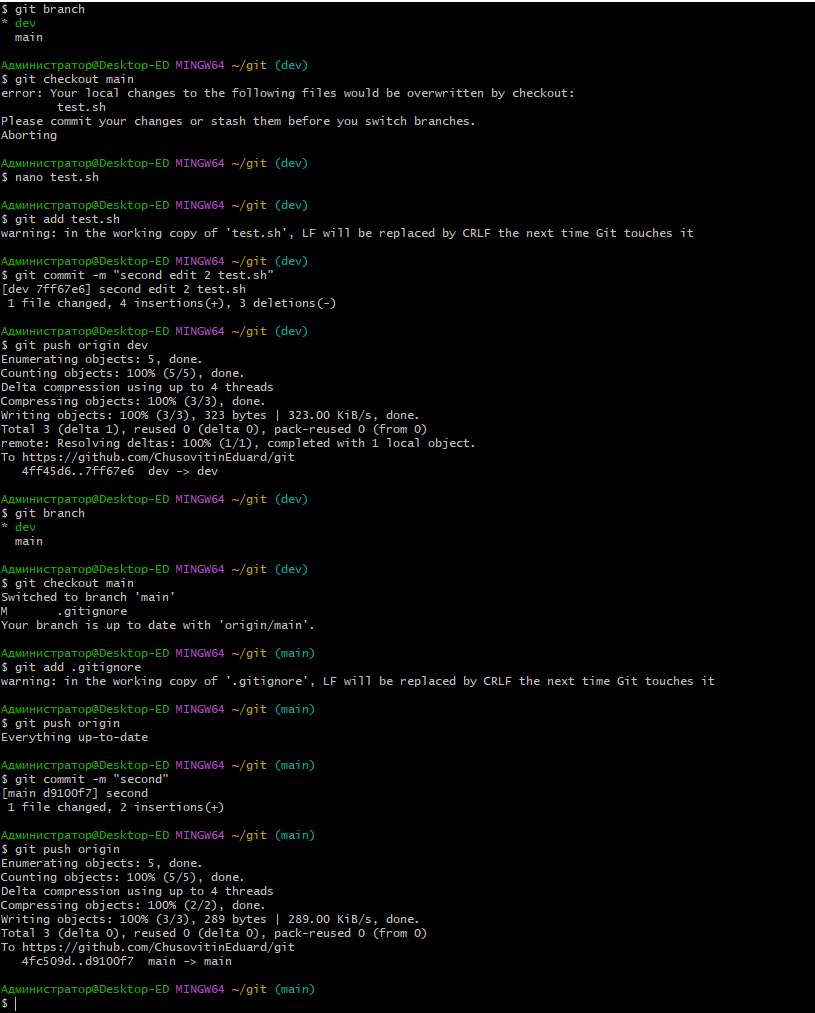 $ git branch
* dev
  main

Администратор@Desktop-ED MINGW64 ~/git (dev)
$ git checkout main
error: Your local changes to the following files would be overwritten by checkout:
        test.sh
Please commit your changes or stash them before you switch branches.
Aborting

Администратор@Desktop-ED MINGW64 ~/git (dev)
$ nano test.sh

Администратор@Desktop-ED MINGW64 ~/git (dev)
$ git add test.sh
warning: in the working copy of 'test.sh', LF will be replaced by CRLF the next time Git touches it

Администратор@Desktop-ED MINGW64 ~/git (dev)
$ git commit -m "second edit 2 test.sh"
[dev 7ff67e6] second edit 2 test.sh
 1 file changed, 4 insertions(+), 3 deletions(-)

Администратор@Desktop-ED MINGW64 ~/git (dev)
$ git push origin dev
Enumerating objects: 5, done.
Counting objects: 100% (5/5), done.
Delta compression using up to 4 threads
Compressing objects: 100% (3/3), done.
Writing objects: 100% (3/3), 323 bytes | 323.00 KiB/s, done.
Total 3 (delta 1), reused 0 (delta 0), pack-reused 0 (from 0)
remote: Resolving deltas: 100% (1/1), completed with 1 local object.
To https://github.com/ChusovitinEduard/git
   4ff45d6..7ff67e6  dev -> dev

Администратор@Desktop-ED MINGW64 ~/git (dev)
$ git branch
* dev
  main

Администратор@Desktop-ED MINGW64 ~/git (dev)
$ git checkout main
Switched to branch 'main'
M       .gitignore
Your branch is up to date with 'origin/main'.

Администратор@Desktop-ED MINGW64 ~/git (main)
$ git add .gitignore
warning: in the working copy of '.gitignore', LF will be replaced by CRLF the next time Git touches it

Администратор@Desktop-ED MINGW64 ~/git (main)
$ git push origin
Everything up-to-date

Администратор@Desktop-ED MINGW64 ~/git (main)
$ git commit -m "second"
[main d9100f7] second
 1 file changed, 2 insertions(+)

Администратор@Desktop-ED MINGW64 ~/git (main)
$ git push origin
Enumerating objects: 5, done.
Counting objects: 100% (5/5), done.
Delta compression using up to 4 threads
Compressing objects: 100% (2/2), done.
Writing objects: 100% (3/3), 289 bytes | 289.00 KiB/s, done.
Total 3 (delta 0), reused 0 (delta 0), pack-reused 0 (from 0)
To https://github.com/ChusovitinEduard/git
   4fc509d..d9100f7  main -> main

Администратор@Desktop-ED MINGW64 ~/git (main)
$